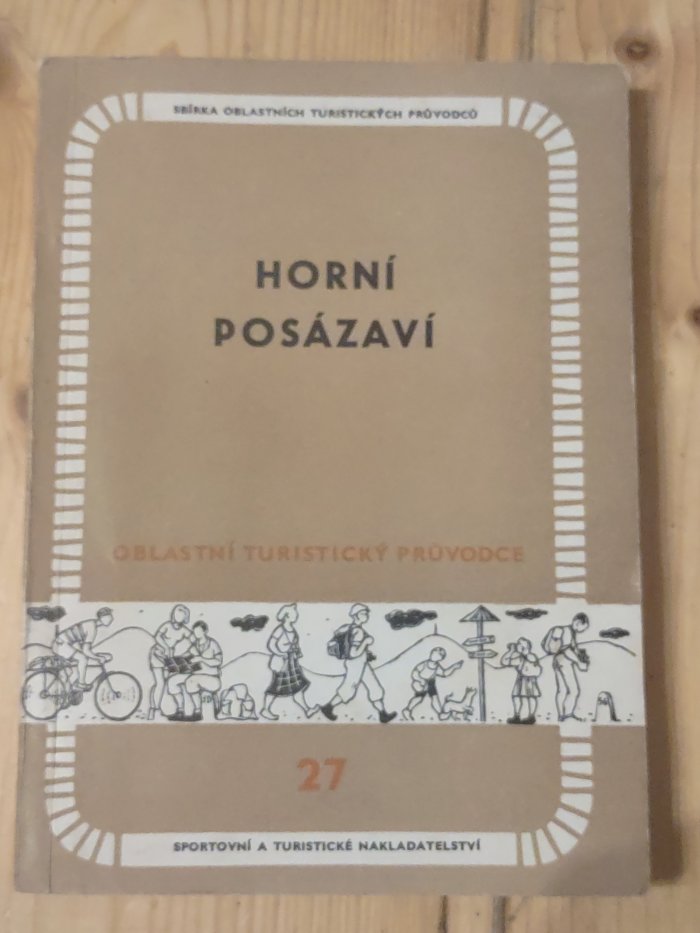 SBÍRKA OBLASTNÍCH TURISTICKÝCH PRŮVODCŮ
HORNÍ
POSÁZAVÍ
OBLASTNÍ TURISTICKÝ PRŮVODCE
27
SPORTOVNÍ A TURISTICKÉ NAKLADATELSTVÍ